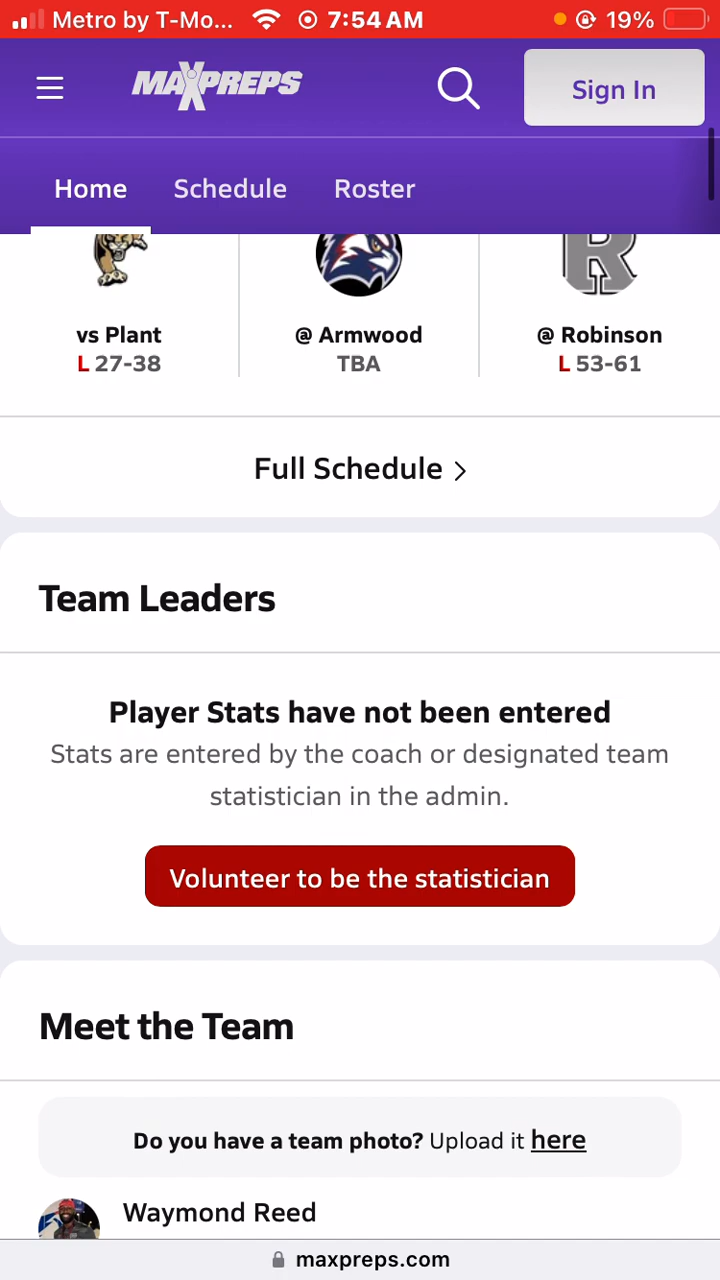 Metro by T-Mo... 7:54 AM 19%
MAXPREPS Sign In
Home Schedule Roster
R
vs Plant @ Armwood @ Robinson
L 27-38 TBA L 53-61
Full Schedule >
Team Leaders
Player Stats have not been entered
Stats are entered by the coach or designated team
statistician in the admin.
Volunteer to be the statistician
Meet the Team
Do you have a team photo? Upload it here
Waymond Reed
maxpreps.com